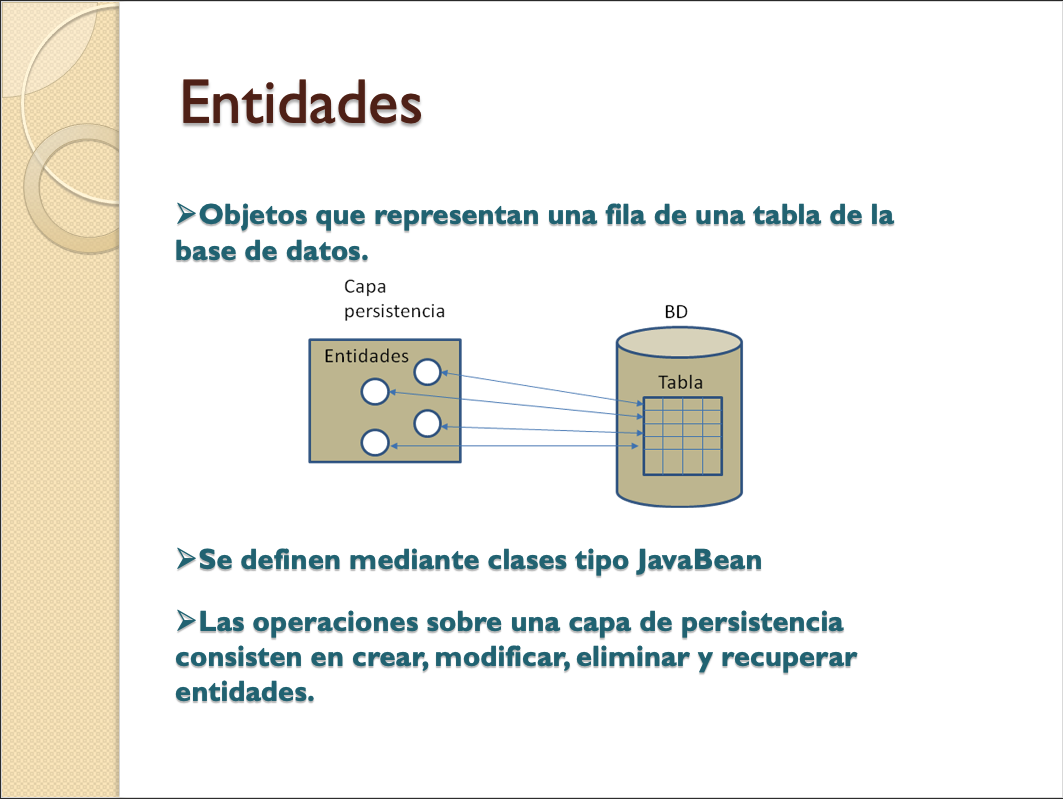 Entidades
➢Objetos que representan una fila de una tabla de la
base de datos.
Capa
persistencia
BD
Entidades
Tabla
➢Se definen mediante clases tipo JavaBean
➢Las operaciones sobre una capa de persistencia
consisten en crear, modificar, eliminar y recuperar
entidades.